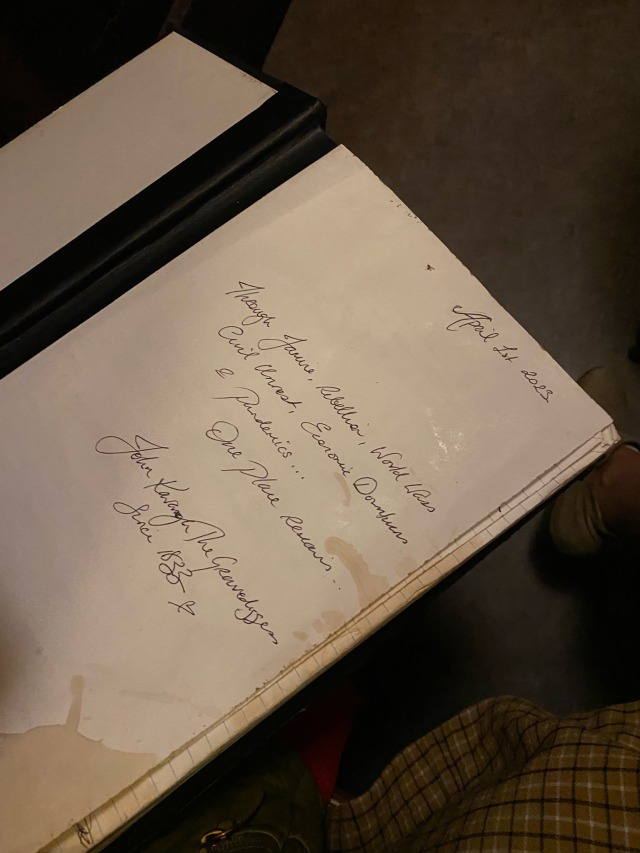 April 1st 2023
Through Famine, Rebellion, World Wars
Civil Unrest, Economic Downturns
& Pandemics...
One Place Remains...
John Kavanagh The Gravediggers
Since 1833